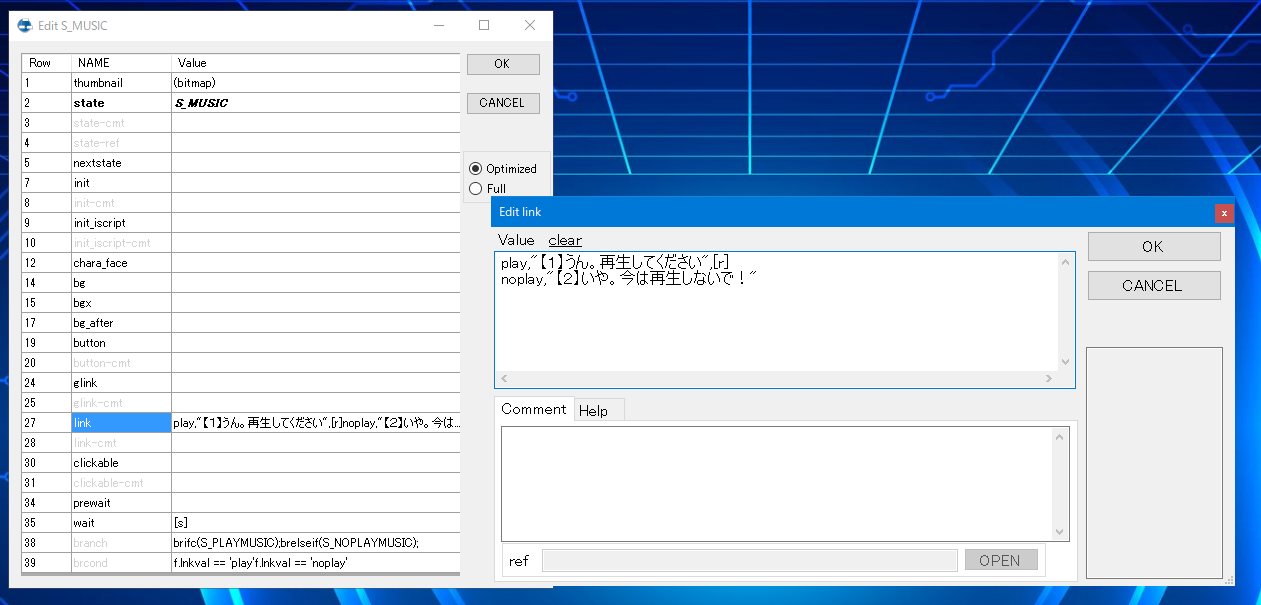 Edit S_MUSIC
Row NAME Value
1 thumbnail (bitmap)
2 state S_MUSIC
3 state-cmt
4 state-ref
5 nextstate
7 init
8 init-cmt
9 init_iscript
10 init_iscript-cmt
12 chara_face
14 bg
15 bgx
17 bg_after
19 button
20 button-cmt
24 glink
25 glink-cmt
27 link play,"【1】うん。再生してください",[r]noplay,"【2】いや。今は...
28 link-cmt
30 clickable
31 clickable-cmt
34 prewait
35 wait [s]
38 branch brifc(S_PLAYMUSIC);brelseif(S_NOPLAYMUSIC);
39 brcond f.lnkval == 'play'f.lnkval == 'noplay'
OK
CANCEL
Optimized
Full
Edit link
x
Value clear
play,"【1】うん。再生してください",[r]
noplay,"【2】いや。今は再生しないで！"
OK
CANCEL
Comment Help
ref OPEN